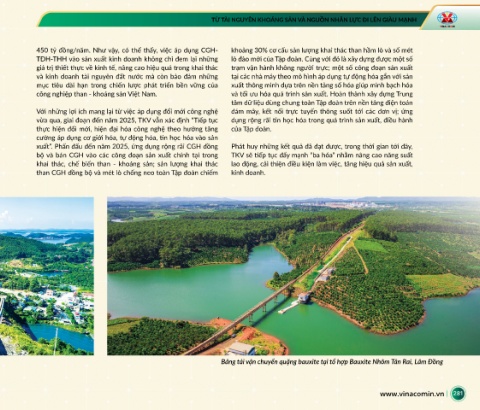 TỪ TÀI NGUYÊN KHOÁNG SẢN VÀ NGUỒN NHÂN LỰC ĐI LÊN GIÀU MẠNH
450 tỷ đồng/năm. Như vậy, có thể thấy, việc áp dụng CGH-
TĐH-THH vào sản xuất kinh doanh không chỉ đem lại những
giá trị thiết thực về kinh tế, nâng cao hiệu quả trong khai thác
và kinh doanh tài nguyên đất nước mà còn bảo đảm những
mục tiêu dài hạn trong chiến lược phát triển bền vững của
công nghiệp than - khoáng sản Việt Nam.
Với những lợi ích mang lại từ việc áp dụng đổi mới công nghệ
vừa qua, giai đoạn đến năm 2025, TKV vẫn xác định "Tiếp tục
thực hiện đổi mới, hiện đại hóa công nghệ theo hướng tăng
cường áp dụng cơ giới hóa, tự động hóa, tin học hóa vào sản
xuất". Phấn đấu đến năm 2025, ứng dụng rộng rãi CGH đồng
bộ và bán CGH vào các công đoạn sản xuất chính tại trong
khai thác, chế biến than - khoáng sản; sản lượng khai thác
than CGH đồng bộ và mét lò chống neo toàn Tập đoàn chiếm
khoảng 30% cơ cấu sản lượng khai thác than hầm lò và số mét
lò đào mới của Tập đoàn. Cùng với đó là xây dựng được một số
trạm vận hành không người trực; một số công đoạn sản xuất
tại các nhà máy theo mô hình áp dụng tự động hóa gắn với sản
xuất thông minh dựa trên nền tảng số hóa giúp minh bạch hóa
và tối ưu hóa quá trình sản xuất. Hoàn thành xây dựng Trung
tâm dữ liệu dùng chung toàn Tập đoàn trên nền tảng điện toán
đám mây, kết nối trực tuyến thông suốt tới các đơn vị; ứng
dụng rộng rãi tin học hóa trong quá trình sản xuất, điều hành
của Tập đoàn.
Phát huy những kết quả đã đạt được, trong thời gian tới đây,
TKV sẽ tiếp tục đẩy mạnh "ba hóa" nhằm nâng cao năng suất
lao động, cải thiện điều kiện làm việc, tăng hiệu quả sản xuất,
kinh doanh.
Băng tải vận chuyển quặng bauxite tại tổ hợp Bauxite Nhôm Tân Rai, Lâm Đồng
www.vinacomin.vn | 281